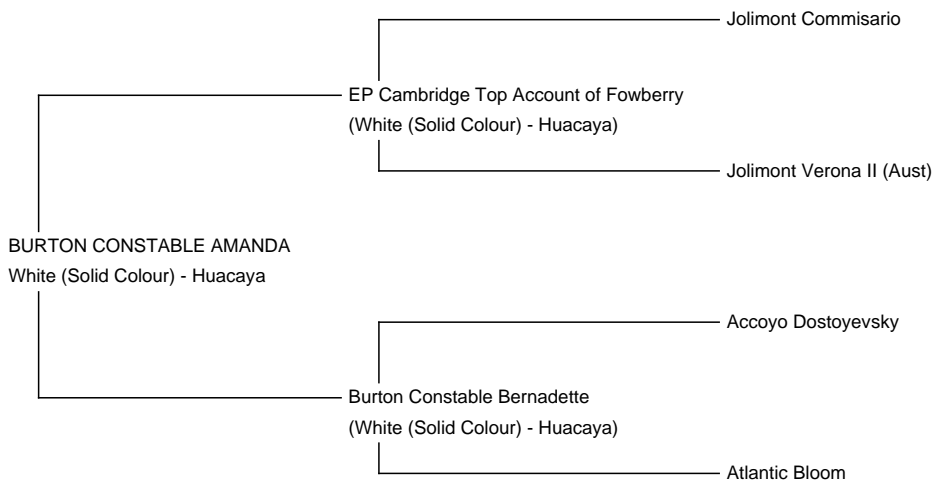 Jolimont Commisario
EP Cambridge Top Account of Fowberry
(White (Solid Colour) - Huacaya)
Jolimont Verona II (Aust)
BURTON CONSTABLE AMANDA
White (Solid Colour) - Huacaya
Accoyo Dostoyevsky
Burton Constable Bernadette
(White (Solid Colour) - Huacaya)
Atlantic Bloom